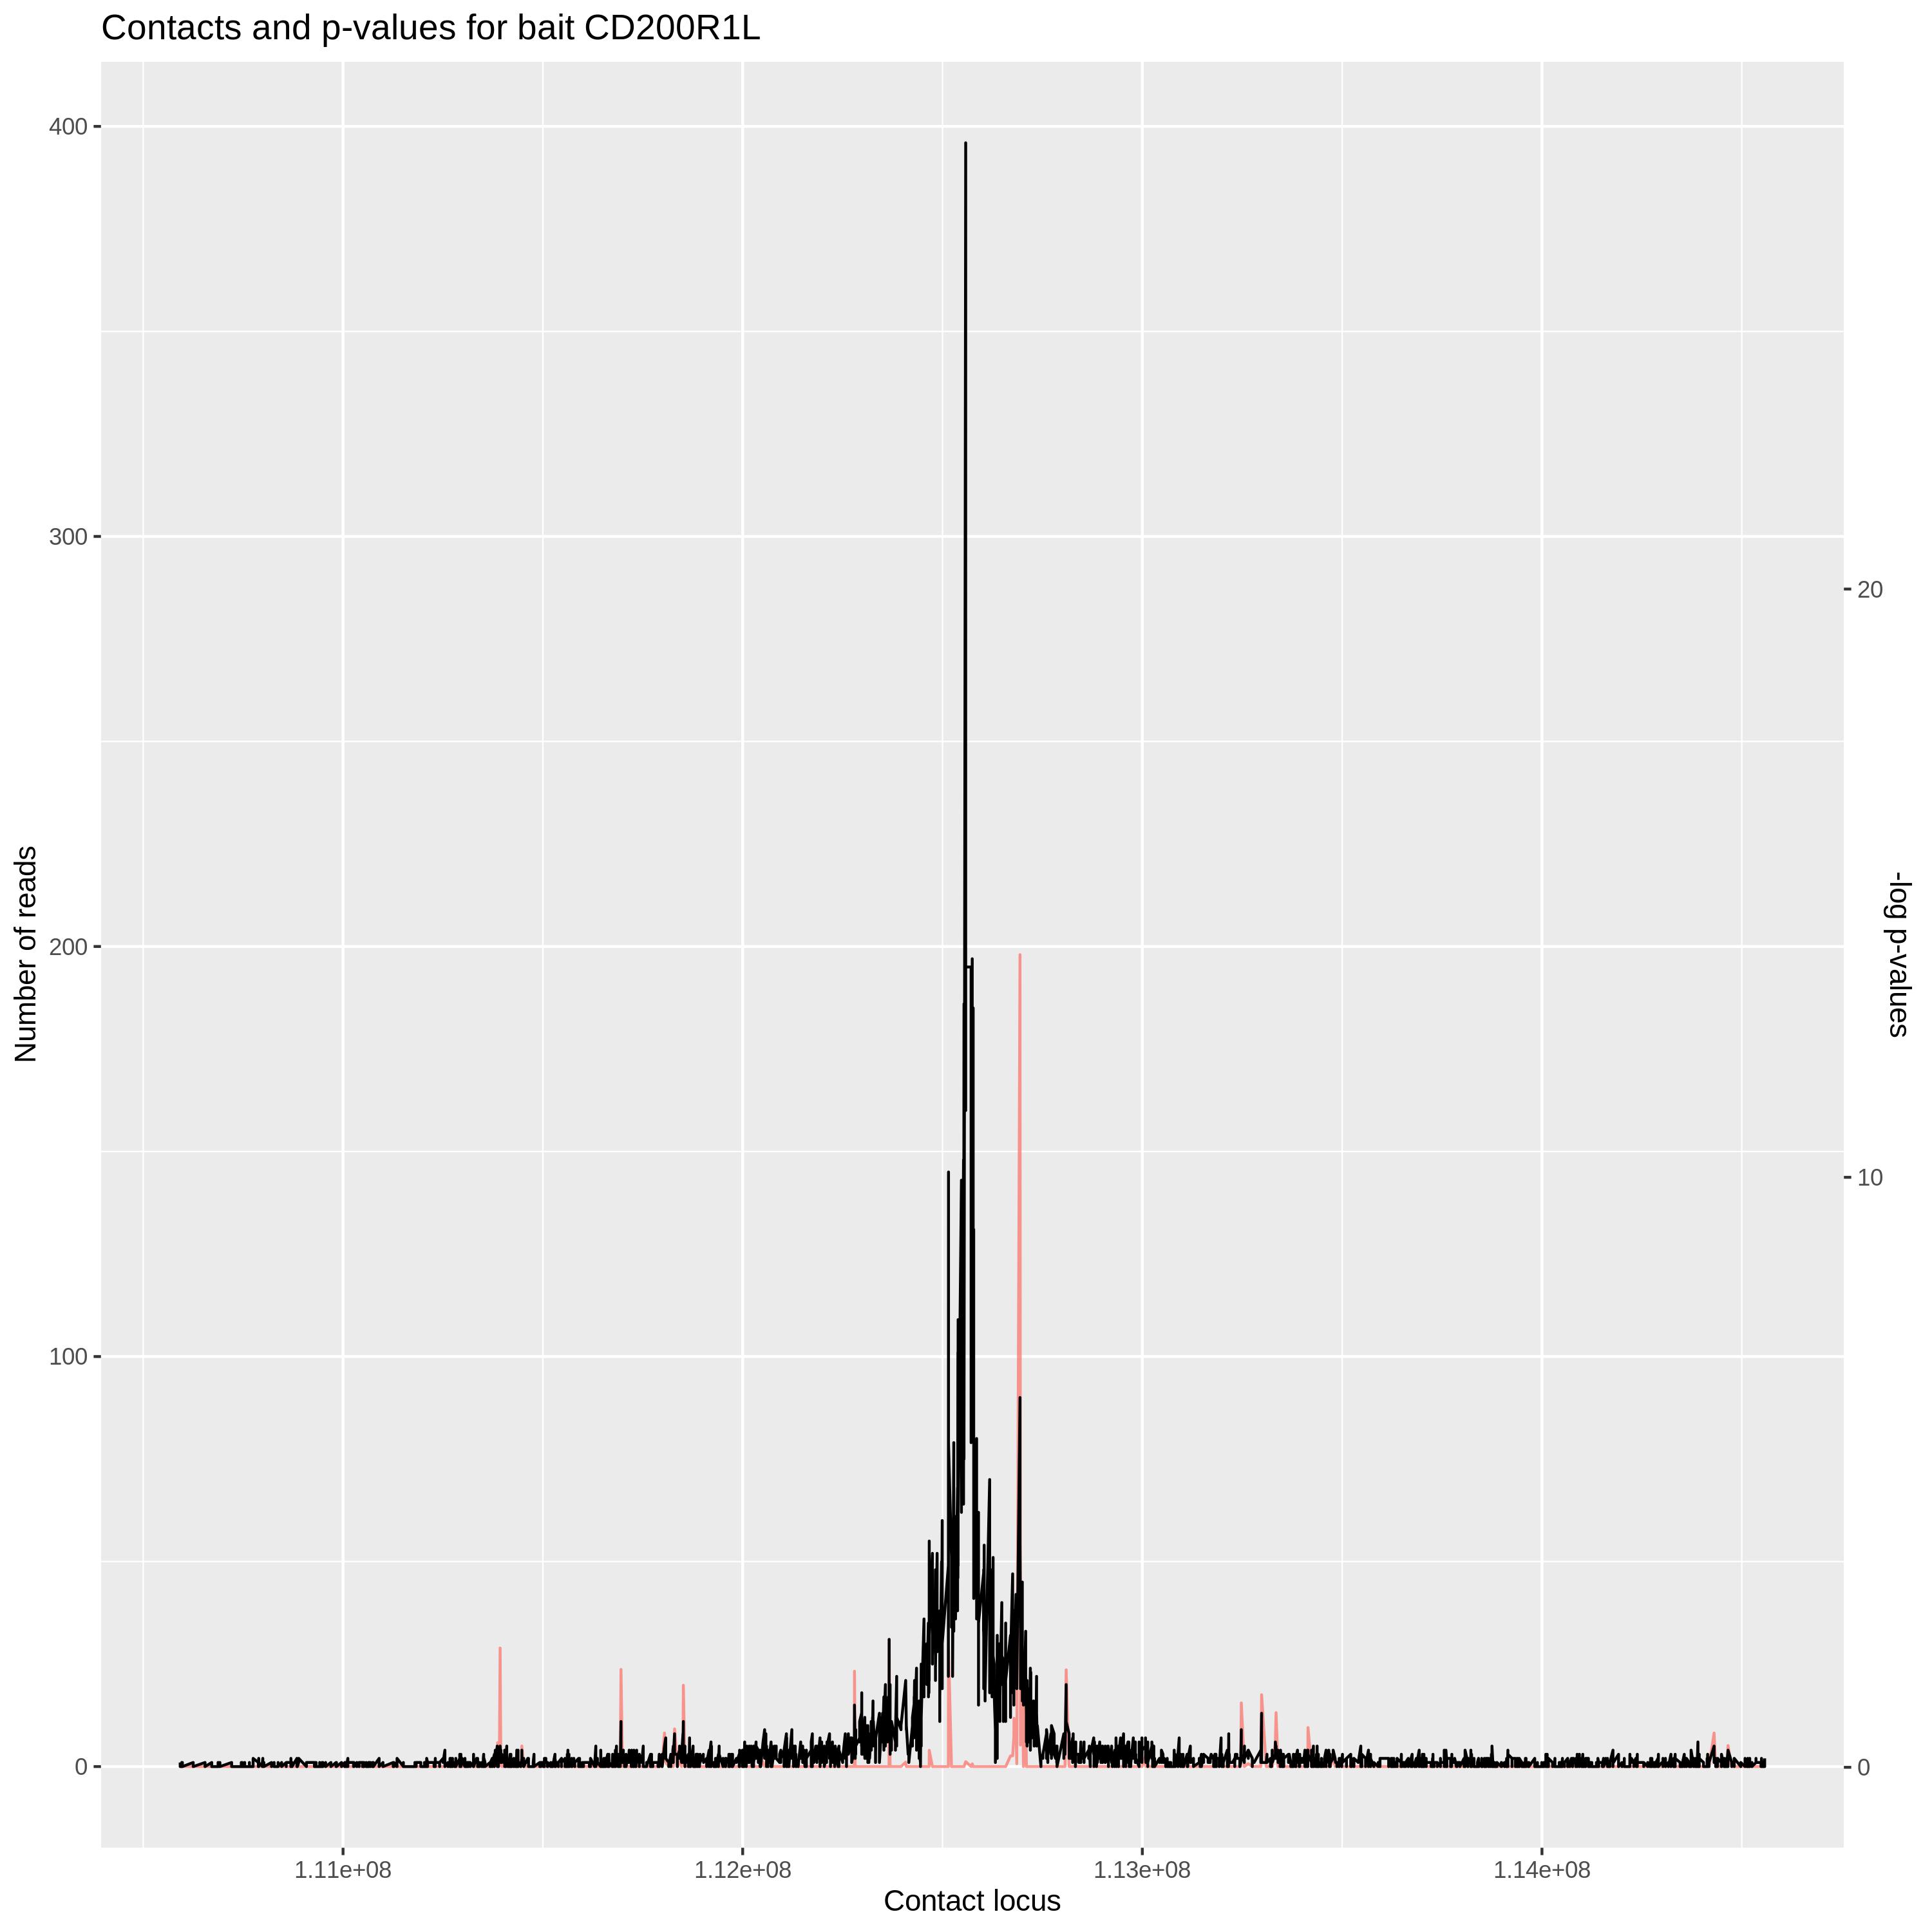 Contacts and p-values for bait CD200R1L
400
300
200
100
0
Number of reads
20
10
0
-log p-values
1.11e+08
1.12e+08
1.13e+08
1.14e+08
Contact locus